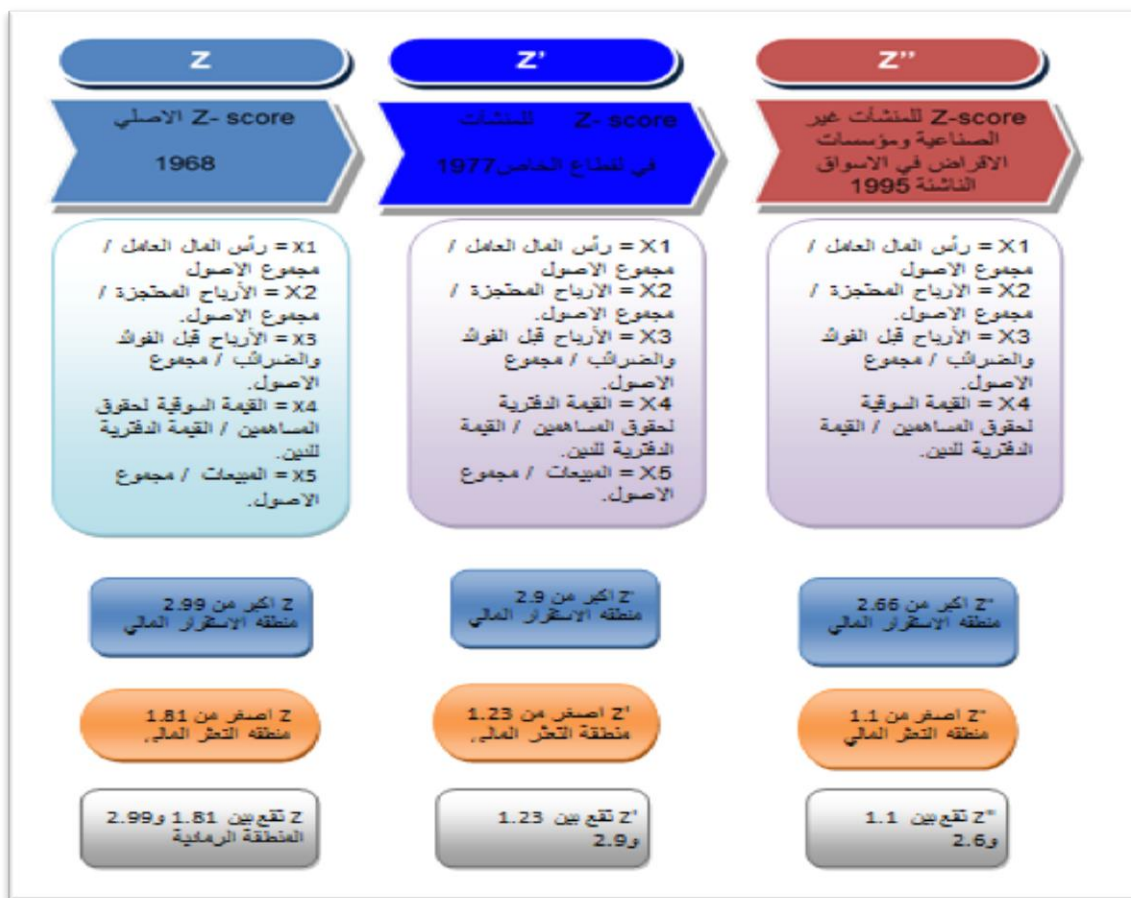 Z
Z- score الاصلي
1968
X1 = رأس المال العامل /
مجموع الاصول
X2 = الأرباح المحتجزة /
مجموع الاصول.
X3 = الأرباح قبل الفوائد
والضرائب / مجموع
الاصول.
X4 = القيمة السوقية لحقوق
المساهمين / القيمة الدفترية
للدين.
X5 = المبيعات / مجموع
الاصول.
Z اكبر من 2.99
منطقه الاستقرار المالي
Z اصغر من 1.81
منطقه التعثر المالي.
Z تقع بين 1.81 و2.99
المنطقة الرمادية
Z'
Z- score للمنشات
في لقطاع الخاص1977
X1 = رأس المال العامل /
مجموع الاصول
X2 = الأرباح المحتجزة /
مجموع الاصول.
X3 = الأرباح قبل الفوائد
والضرائب / مجموع
الاصول.
X4 = القيمة الدفترية
لحقوق المساهمين / القيمة
الدفترية للدين.
X5 = المبيعات / مجموع
الاصول.
Z' اكبر من 2.9
منطقه الاستقرار المالي
Z' اصغر من 1.23
منطقة التعثر المالي.
Z' تقع بين 1.23
و2.9
Z"
Z-score للمنشأت غير
الصناعية ومؤسسات
الاقراض في الاسواق
الناشئة 1995
X1 = رأس المال العامل /
مجموع الاصول
X2 = الأرباح المحتجزة /
مجموع الاصول.
X3 = الأرباح قبل الفوائد
والضرائب / مجموع
الاصول.
X4 = القيمة السوقية
لحقوق المساهمين / القيمة
الدفترية للدين.
Z" اكبر من 2.66
منطقه الاستقرار المالي
Z" اصغر من 1.1
منطقه التعثر المالي
Z" تقع بين 1.1
و2.6